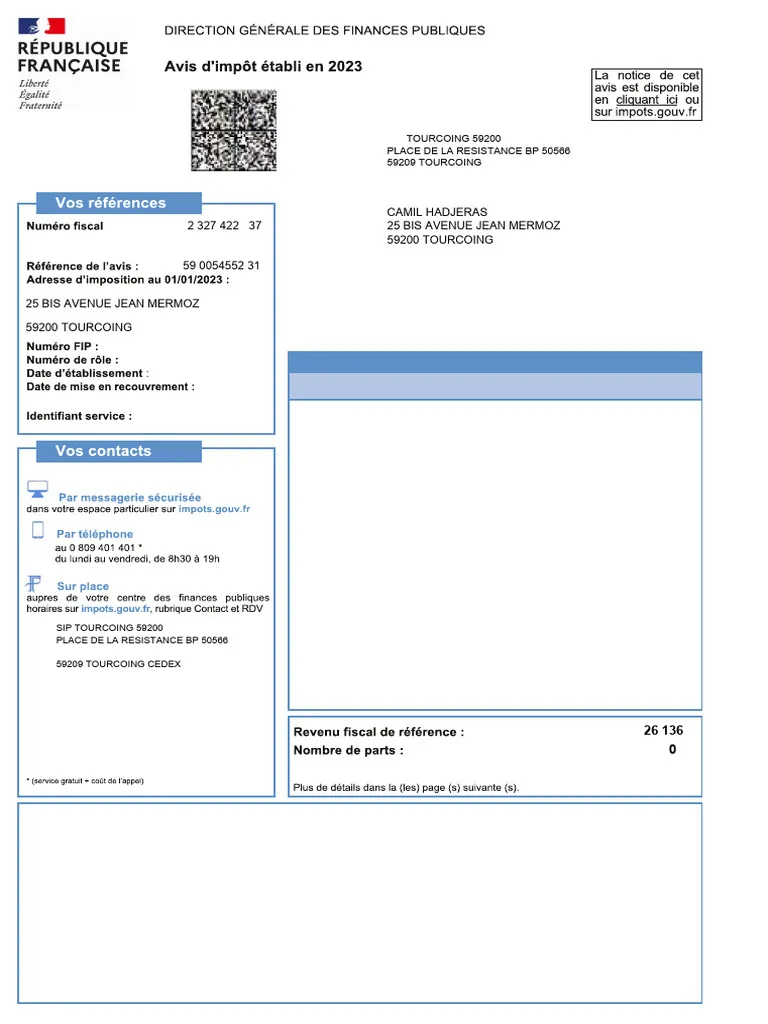 RÉPUBLIQUE
FRANÇAISE
Liberté
Égalité
Fraternité
DIRECTION GÉNÉRALE DES FINANCES PUBLIQUES
Avis d'impôt établi en 2023
La notice de cet
avis est disponible
en cliquant ici ou
sur impots.gouv.fr
TOURCOING 59200
PLACE DE LA RESISTANCE BP 50566
59209 TOURCOING
CAMIL HADJERAS
25 BIS AVENUE JEAN MERMOZ
59200 TOURCOING
Vos références
Numéro fiscal 2 327 422 37
Référence de l'avis : 59 0054552 31
Adresse d'imposition au 01/01/2023 :
25 BIS AVENUE JEAN MERMOZ
59200 TOURCOING
Numéro FIP :
Numéro de rôle :
Date d'établissement :
Date de mise en recouvrement :
Identifiant service :
Vos contacts
Par messagerie sécurisée
dans votre espace particulier sur impots.gouv.fr
Par téléphone
au 0 809 401 401 *
du lundi au vendredi, de 8h30 à 19h
Sur place
aupres de votre centre des finances publiques
horaires sur impots.gouv.fr, rubrique Contact et RDV
SIP TOURCOING 59200
PLACE DE LA RESISTANCE BP 50566
59209 TOURCOING CEDEX
* (service gratuit + coût de l'appel)
Revenu fiscal de référence : 26 136
Nombre de parts : 0
Plus de détails dans la (les) page (s) suivante (s).